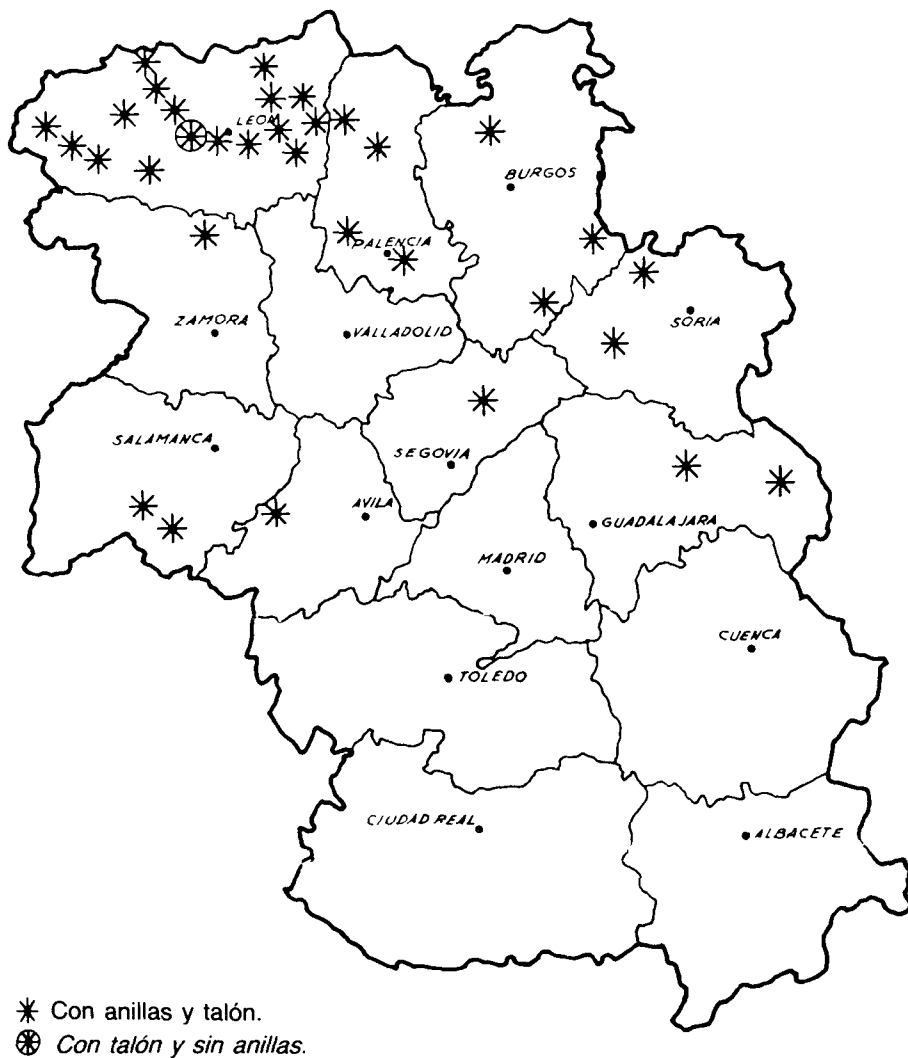 LEON
BURGOS
PALENCIA
ZAMORA
VALLADOLID
SORIA
SALAMANCA
SEGOVIA
AVILA
GUADALAJARA
MADRID
CUENCA
TOLEDO
CIUDAD REAL
ALBACETE
Con anillas y talón.
Con talón y sin anillas.